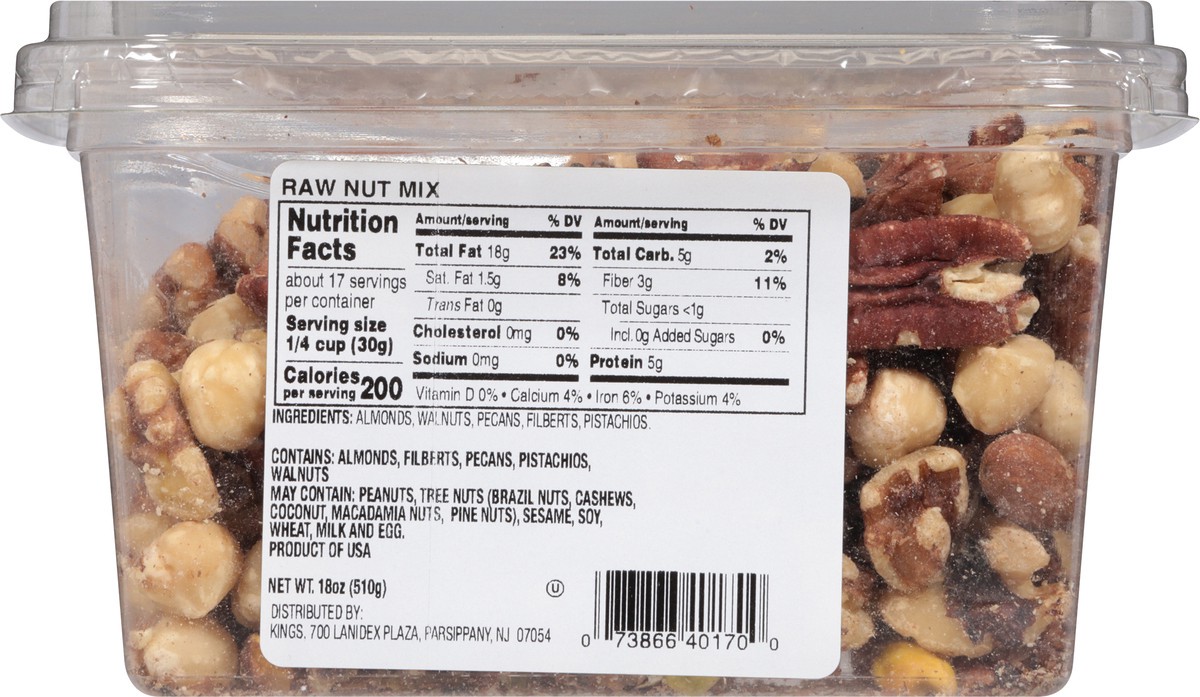 RAW NUT MIX
Nutrition
Facts
about 17 servings
per container
Serving size
1/4 cup (30g)
Calories
per serving 200
Amount/serving % DV
Total Fat 18g 23%
Sat. Fat 1.5g 8%
Trans Fat 0g
Cholesterol 0mg 0%
Sodium 0mg 0%
Amount/serving % DV
Total Carb. 5g 2%
Fiber 3g 11%
Total Sugars <1g
Incl. 0g Added Sugars 0%
Protein 5g
Vitamin D 0% • Calcium 4% • Iron 6% • Potassium 4%
INGREDIENTS: ALMONDS, WALNUTS, PECANS, FILBERTS, PISTACHIOS.
CONTAINS: ALMONDS, FILBERTS, PECANS, PISTACHIOS,
WALNUTS
MAY CONTAIN: PEANUTS, TREE NUTS (BRAZIL NUTS, CASHEWS,
COCONUT, MACADAMIA NUTS, PINE NUTS), SESAME, SOY,
WHEAT, MILK AND EGG.
PRODUCT OF USA
NET WT. 18oz (510g)
DISTRIBUTED BY:
KINGS, 700 LANIDEX PLAZA, PARSIPPANY, NJ 07054
U
0 73866 40170 0